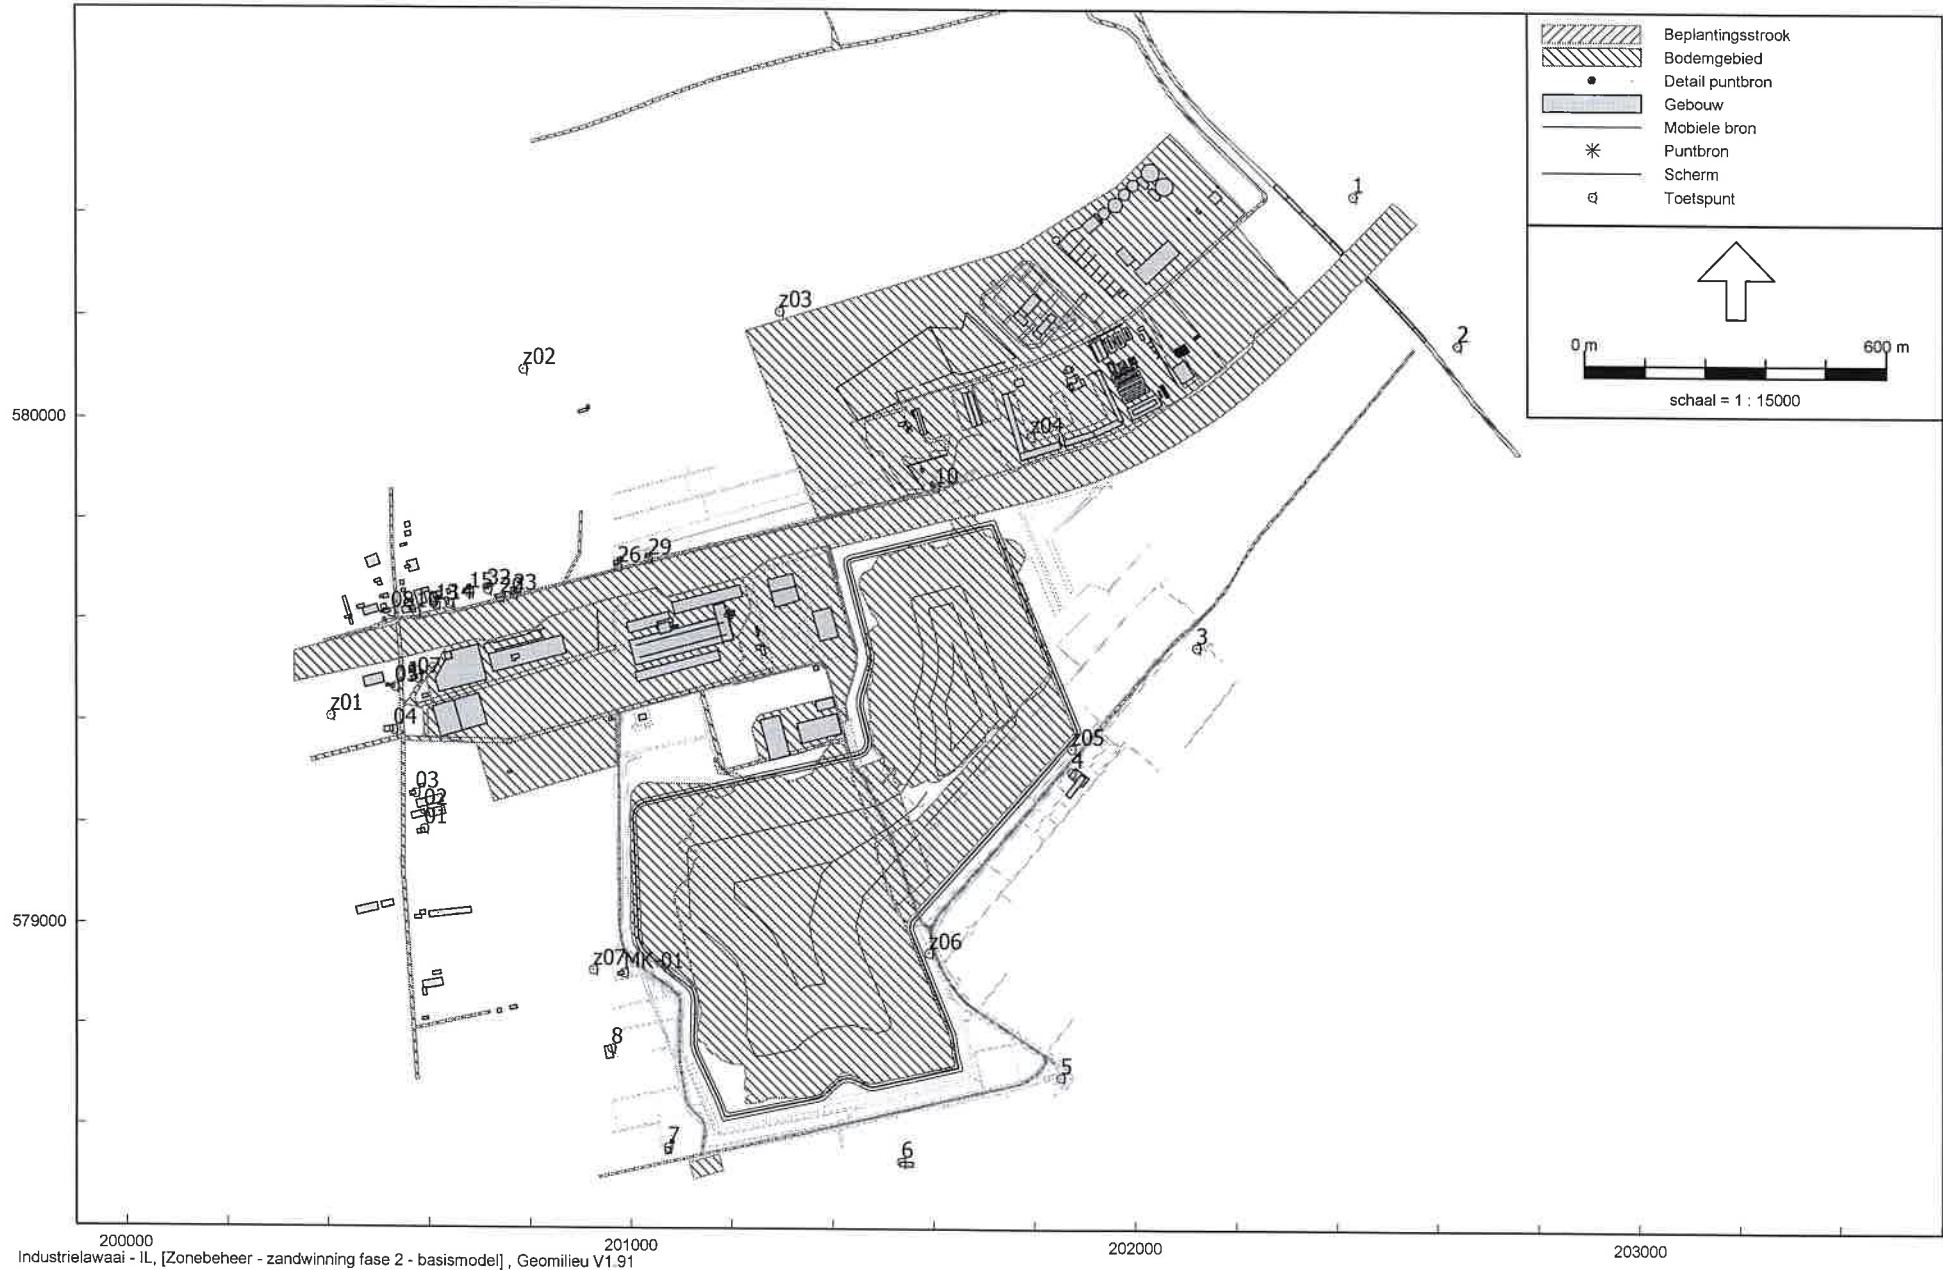 Beplantingsstrook
Bodemgebied
Detail puntbron
Gebouw
Mobiele bron
Puntbron
Scherm
Toetspunt
0 m
600 m
schaal = 1 : 15000
1
2
z03
z02
580000
z04
10
29
26
32
15
07
3
z01
04
z05
4
03
02
01
579000
z06
z07
MK-01
8
5
7
6
200000
201000
202000
203000
Industrielawaai - IL, [Zonebeheer - zandwinning fase 2 - basismodel] , Geomilieu V1.91